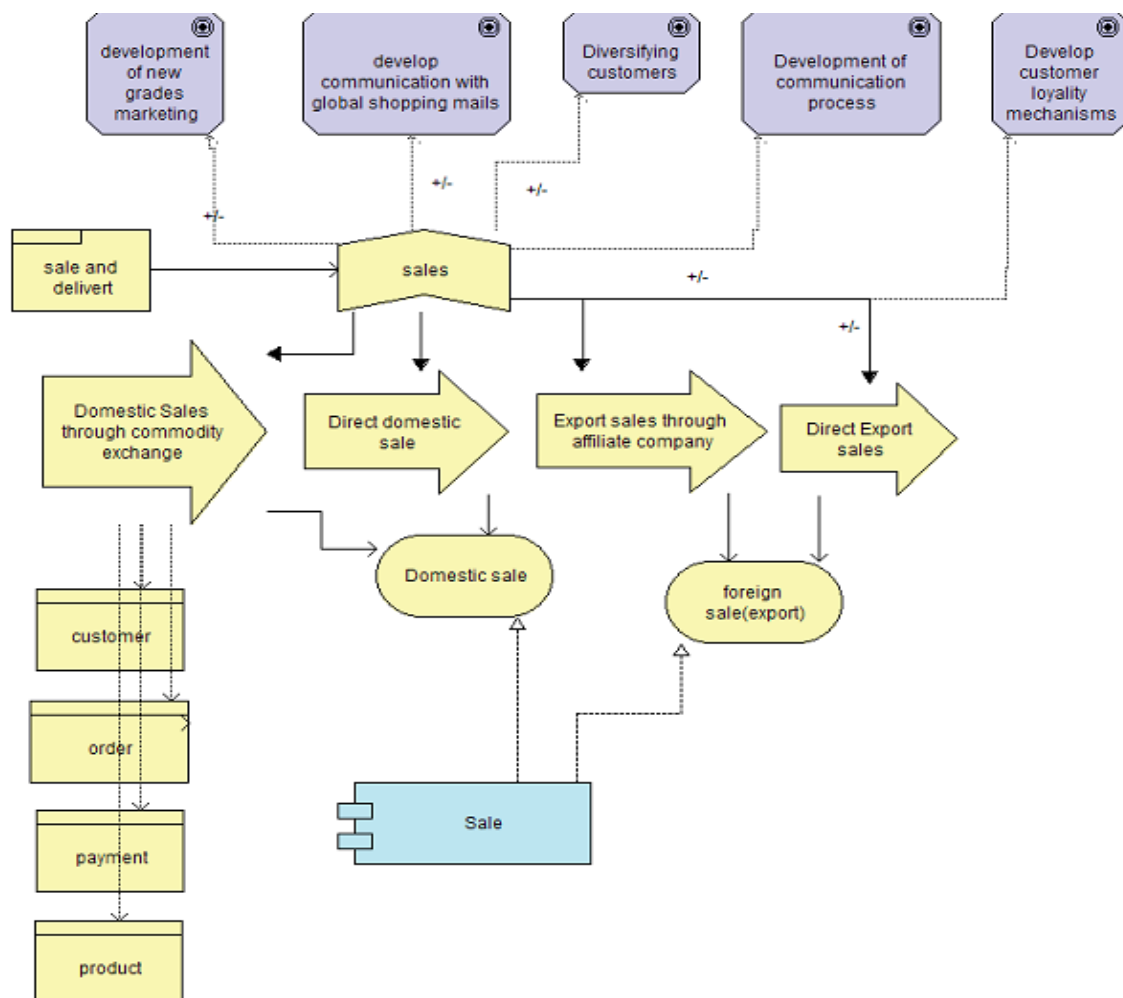 development
of new
grades
marketing
develop
communication with
global shopping mails
Diversifying
customers
Development of
communication
process
Develop
customer
loyality
mechanisms
+/-
+/-
+/-
sale and
delivert
sales
+/-
+/-
Domestic Sales
through commodity
exchange
Direct domestic
sale
Export sales through
affiliate company
Direct Export
sales
Domestic sale
foreign
sale(export)
customer
order
payment
product
Sale